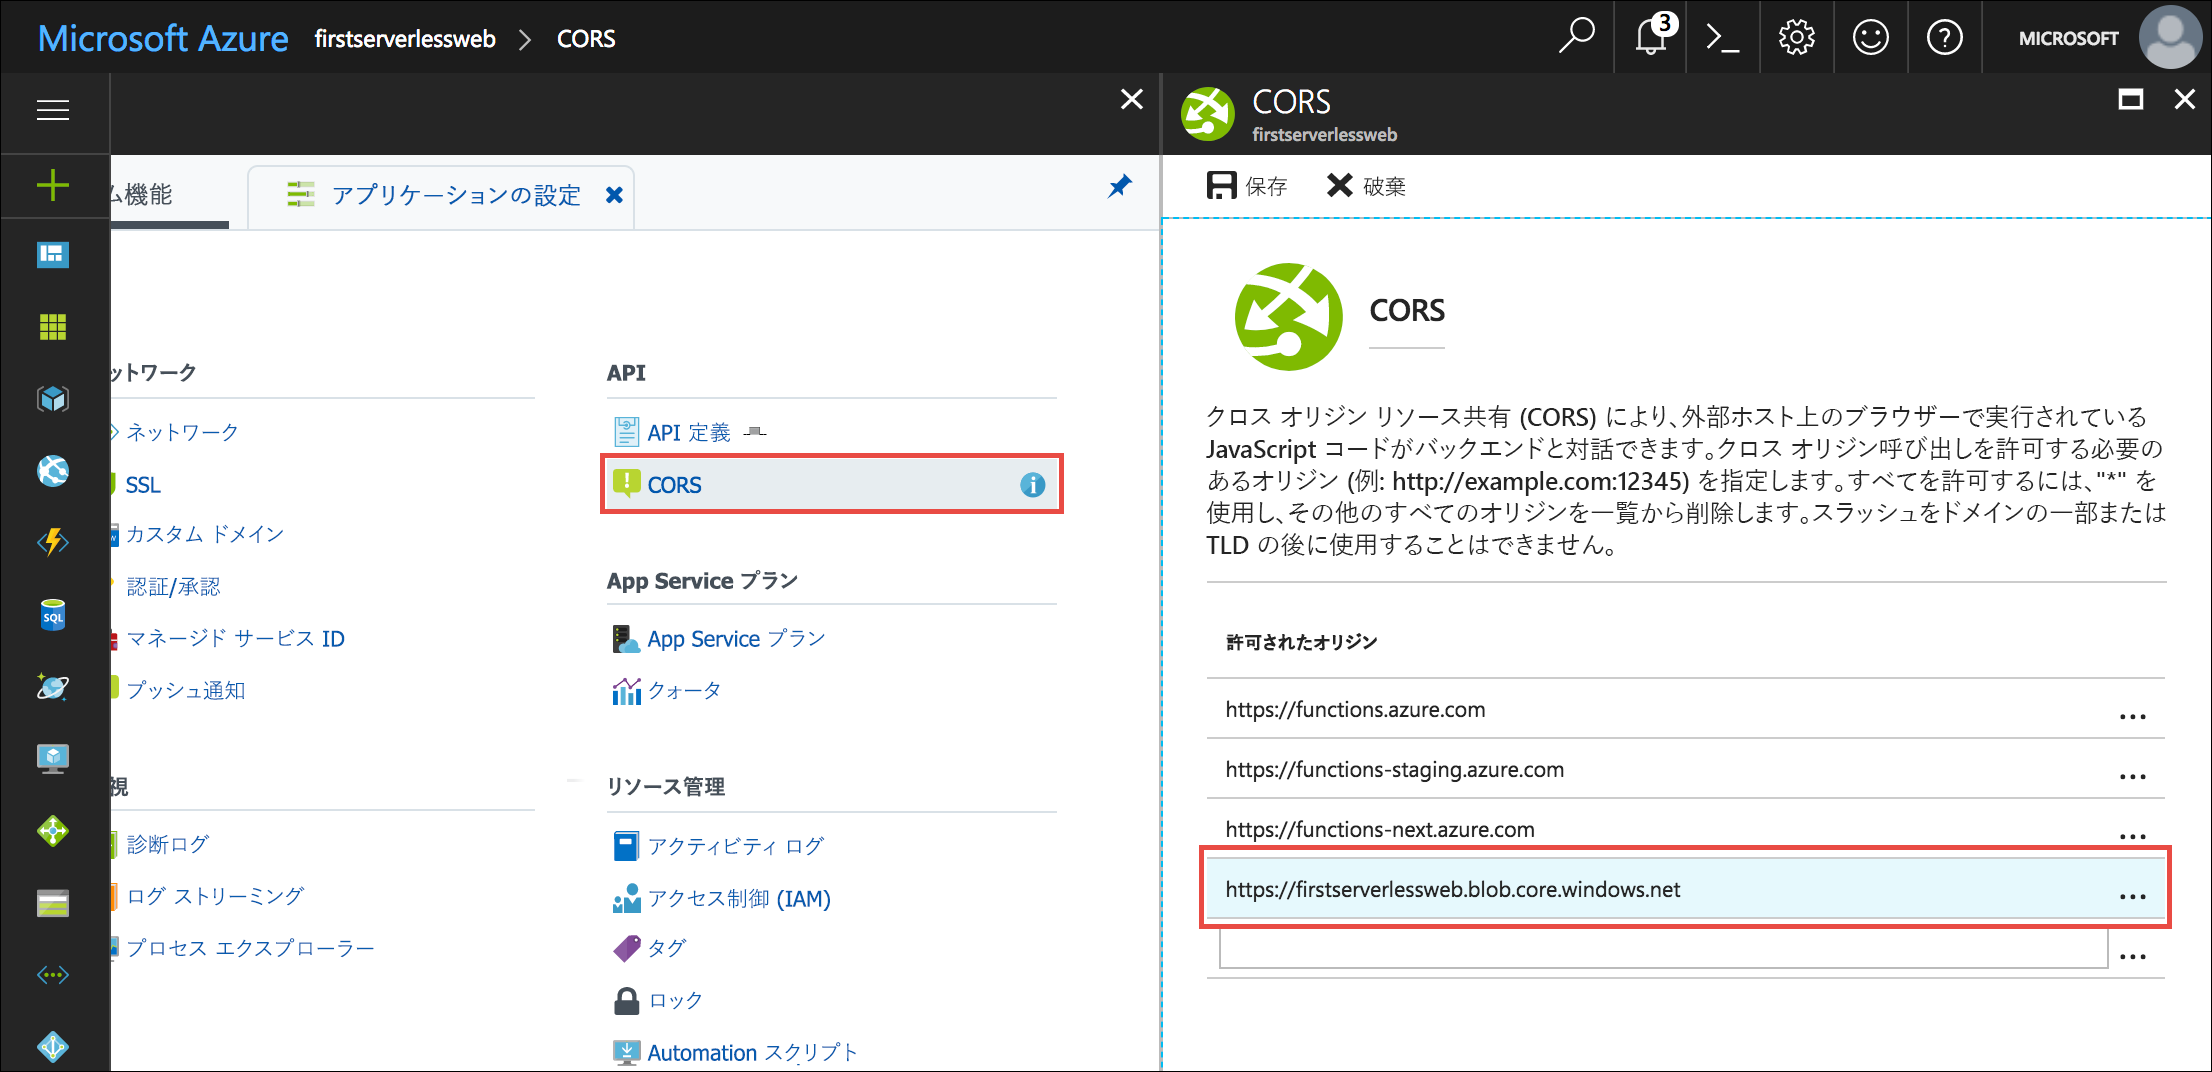 Microsoft Azure firstserverlessweb > CORS
3
MICROSOFT
ム機能
アプリケーションの設定
ットワーク
ネットワーク
SSL
カスタム ドメイン
認証/承認
マネージド サービス ID
プッシュ通知
視
診断ログ
ログ ストリーミング
プロセス エクスプローラー
SQL
API
API 定義
CORS
App Service プラン
App Service プラン
クォータ
リソース管理
アクティビティ ログ
アクセス制御 (IAM)
タグ
ロック
Automation スクリプト
CORS
firstserverlessweb
保存 破棄
CORS
クロス オリジン リソース共有 (CORS) により、外部ホスト上のブラウザーで実行されている
JavaScript コードがバックエンドと対話できます。クロス オリジン呼び出しを許可する必要の
あるオリジン (例: http://example.com:12345) を指定します。すべてを許可するには、"*" を
使用し、その他のすべてのオリジンを一覧から削除します。スラッシュをドメインの一部または
TLD の後に使用することはできません。
許可されたオリジン
https://functions.azure.com ...
https://functions-staging.azure.com ...
https://functions-next.azure.com ...
https://firstserverlessweb.blob.core.windows.net ...
...